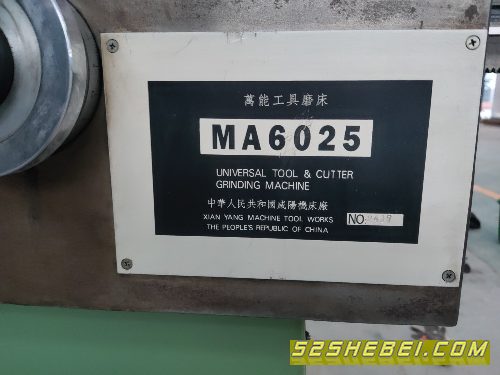 萬能工具磨床
MA6025
UNIVERSAL TOOL & CUTTER
GRINDING MACHINE
中華人民共和國咸陽機床廠
XIAN YANG MACHINE TOOL WORKS
THE PEOPLE'S REPUBLIC OF CHINA
NO
52SHEBEI.COM